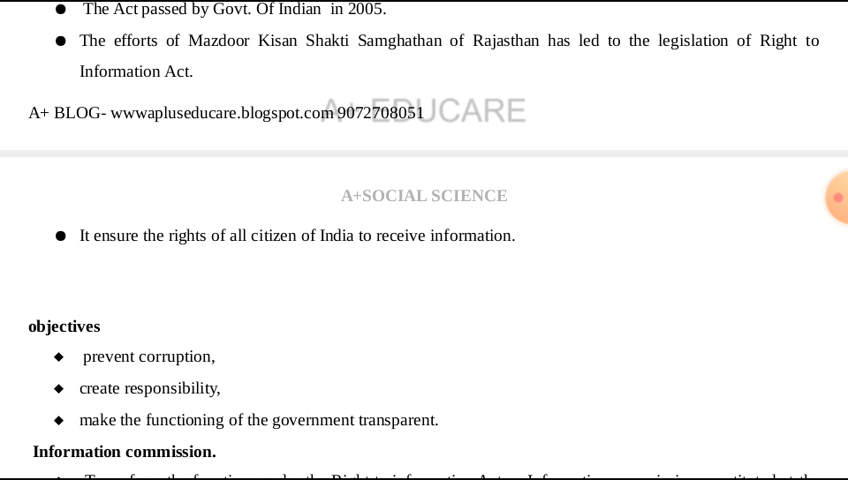 ● The Act passed by Govt. Of Indian in 2005.
● The efforts of Mazdoor Kisan Shakti Samghathan of Rajasthan has led to the legislation of Right to
Information Act.
A+ BLOG- wwwapluseducare.blogspot.com 9072708051
A+ EDUCARE
A+SOCIAL SCIENCE
● It ensure the rights of all citizen of India to receive information.
objectives
◆ prevent corruption,
◆ create responsibility,
◆ make the functioning of the government transparent.
Information commission.